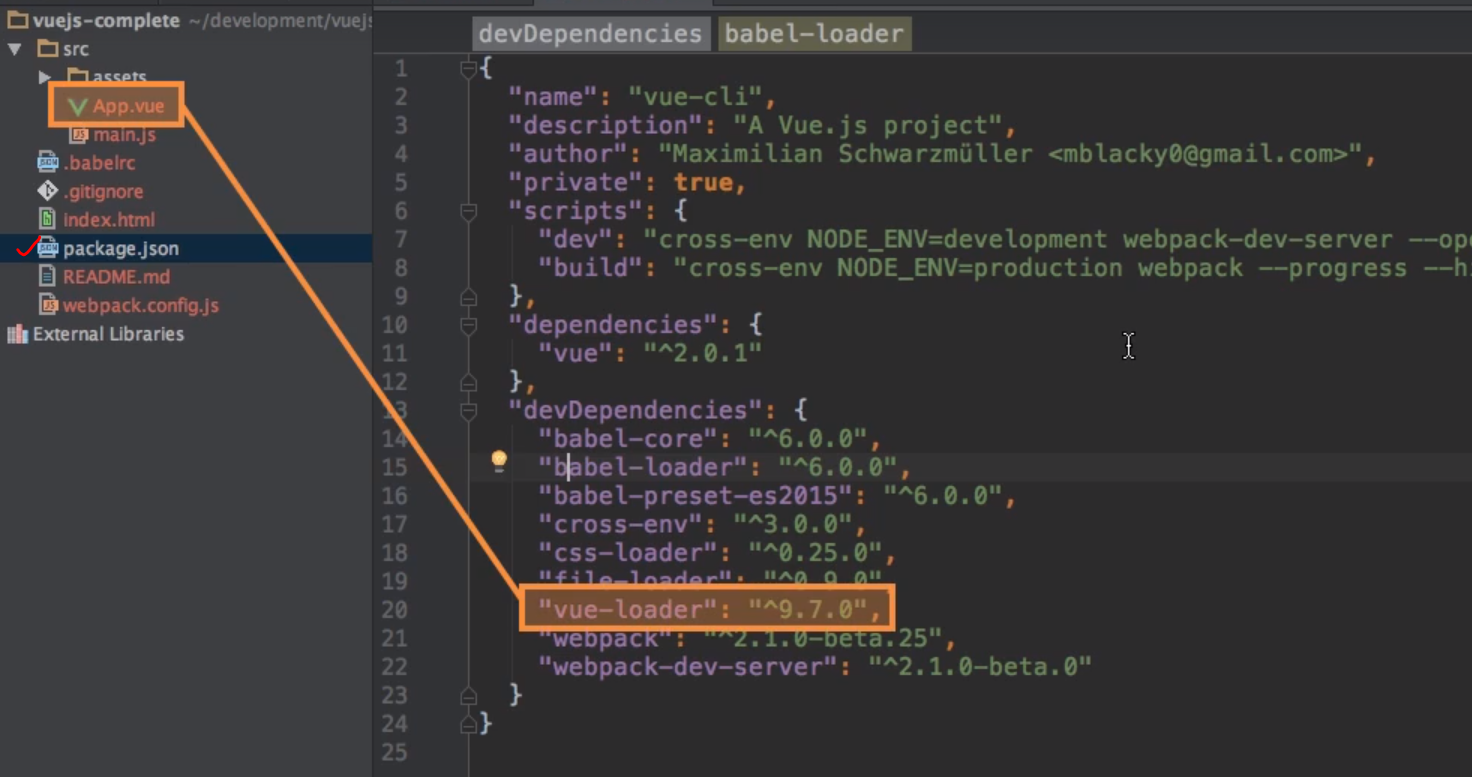 vuejs-complete ~/development/vuejs
src
assets
App.vue
main.js
.babelrc
.gitignore
index.html
package.json
README.md
webpack.config.js
External Libraries
devDependencies babel-loader
1 {
2 "name": "vue-cli",
3 "description": "A Vue.js project",
4 "author": "Maximilian Schwarzmüller <mblacky0@gmail.com>",
5 "private": true,
6 "scripts": {
7 "dev": "cross-env NODE_ENV=development webpack-dev-server --ope
8 "build": "cross-env NODE_ENV=production webpack --progress --hi
9 },
10 "dependencies": {
11 "vue": "^2.0.1"
12 },
13 "devDependencies": {
14 "babel-core": "^6.0.0",
15 "babel-loader": "^6.0.0",
16 "babel-preset-es2015": "^6.0.0",
17 "cross-env": "^3.0.0",
18 "css-loader": "^0.25.0",
19 "file-loader": "^0.9.0",
20 "vue-loader": "^9.7.0",
21 "webpack": "^2.1.0-beta.25",
22 "webpack-dev-server": "^2.1.0-beta.0"
23 }
24 }
25